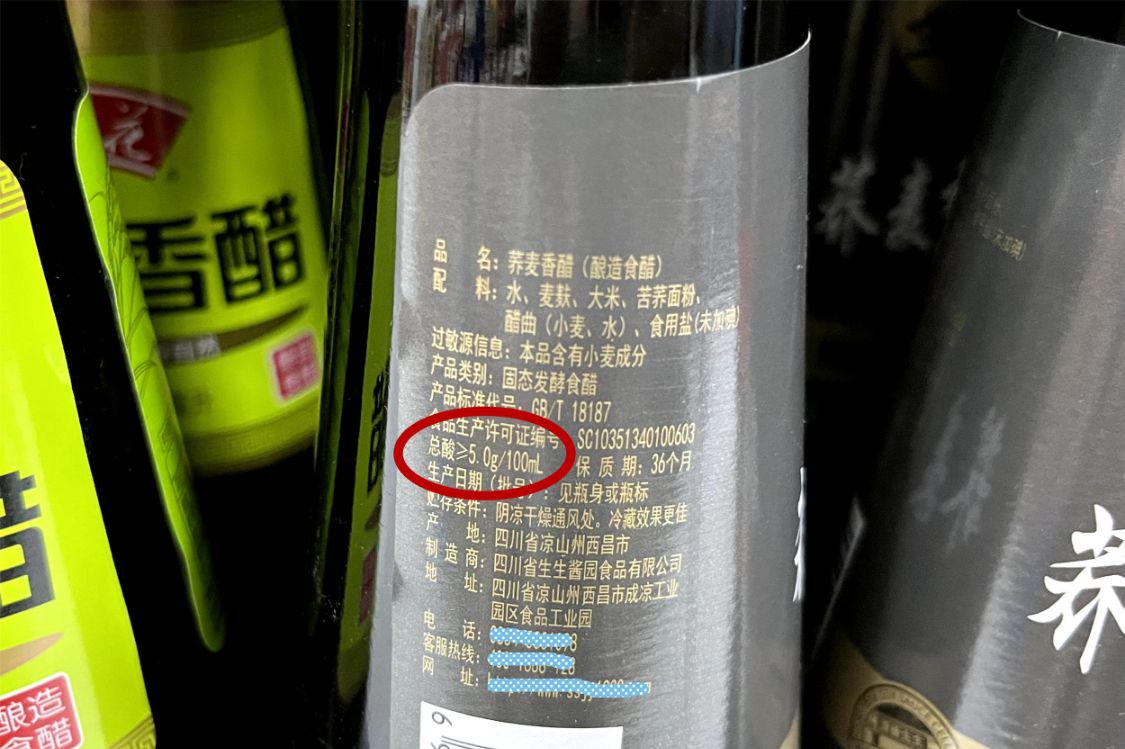 品 名：荞麦香醋（酿造食醋）
配 料：水、麦麸、大米、苦荞面粉、
醋曲（小麦、水）、食用盐(未加碘)
过敏源信息：本品含有小麦成分
产品类别：固态发酵食醋
产品标准代号：GB/T 18187
食品生产许可证编号：SC10351340100603
总酸≥5.0g/100mL 保 质 期：36个月
生产日期（批号）：见瓶身或瓶标
贮存条件：阴凉干燥通风处。冷藏效果更佳
产 地：四川省凉山州西昌市
制 造 商：四川省生生酱园食品有限公司
地 址：四川省凉山州西昌市成凉工业
园区食品工业园
电 话：
客服热线：
网 址：
香醋
醋
酿造
食醋
荞麦
荞
(未加碘)